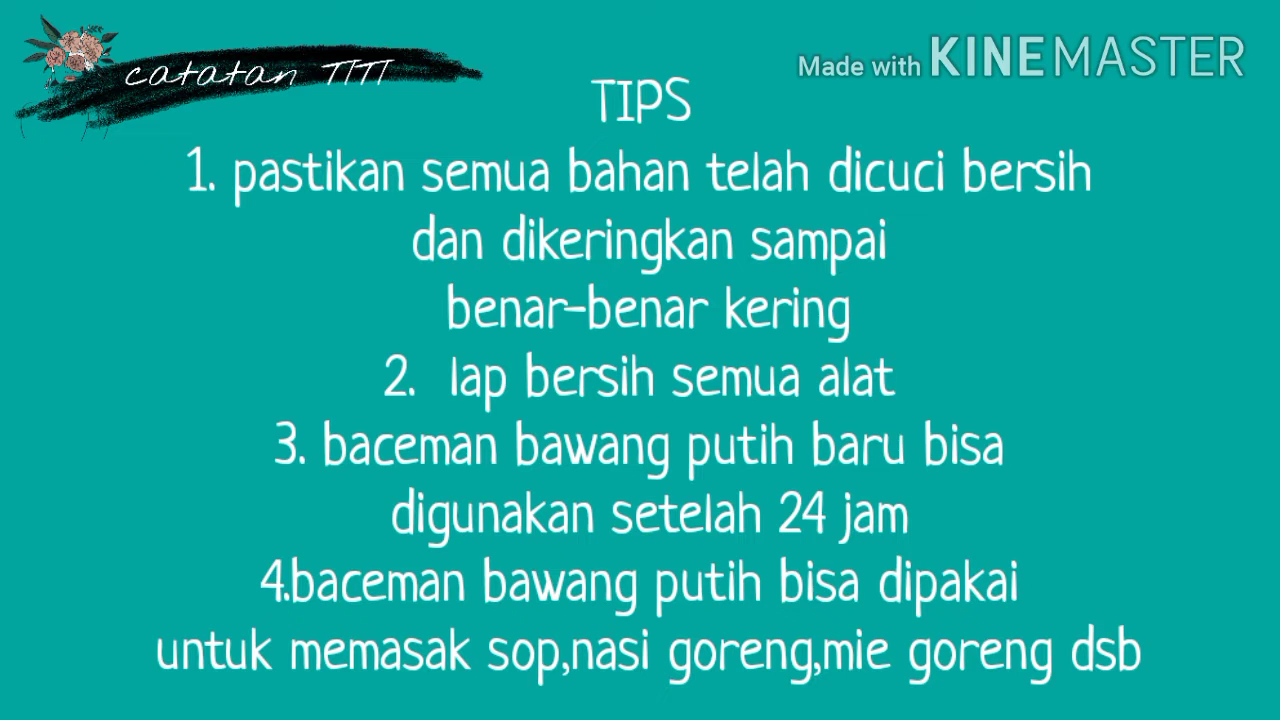 catatan TITI
Made with KINEMASTER
TIPS
1. pastikan semua bahan telah dicuci bersih
dan dikeringkan sampai
benar-benar kering
2. lap bersih semua alat
3. baceman bawang putih baru bisa
digunakan setelah 24 jam
4.baceman bawang putih bisa dipakai
untuk memasak sop,nasi goreng,mie goreng dsb